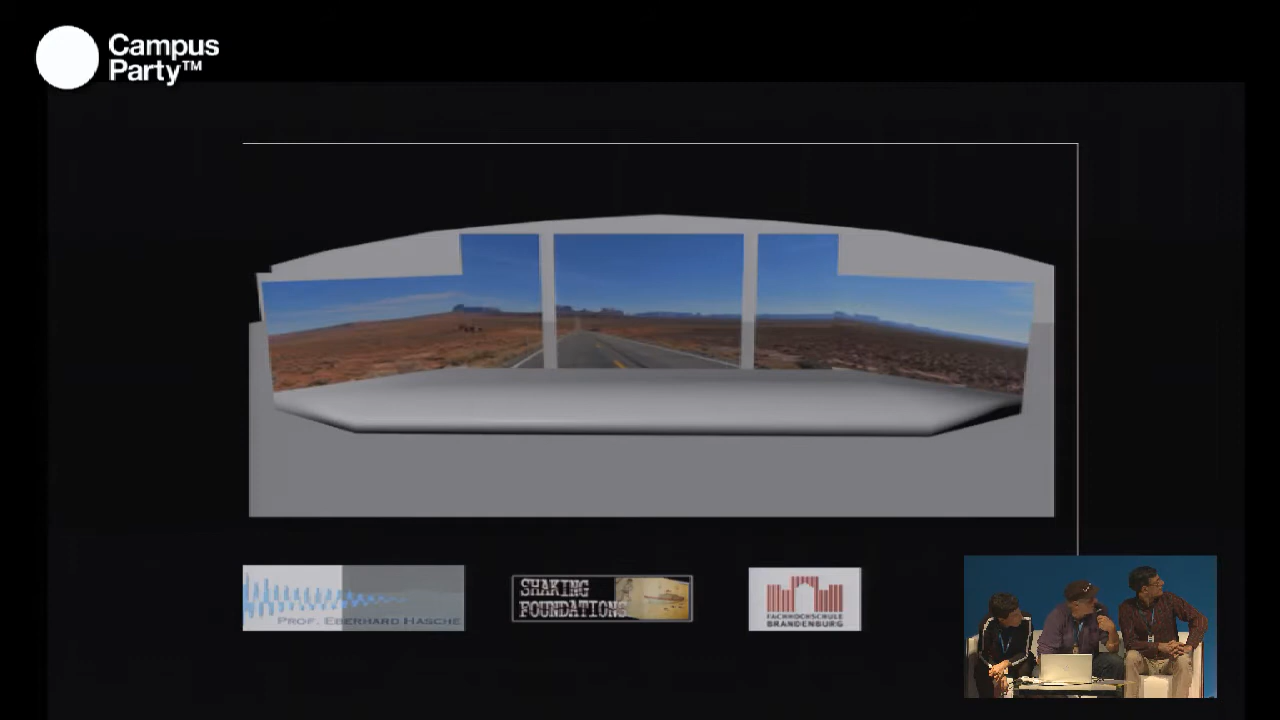 Campus
Party™
PROF. EBERHARD HASCHE
SHAKING
FOUNDATIONS
FACHHOCHSCHULE
BRANDENBURG